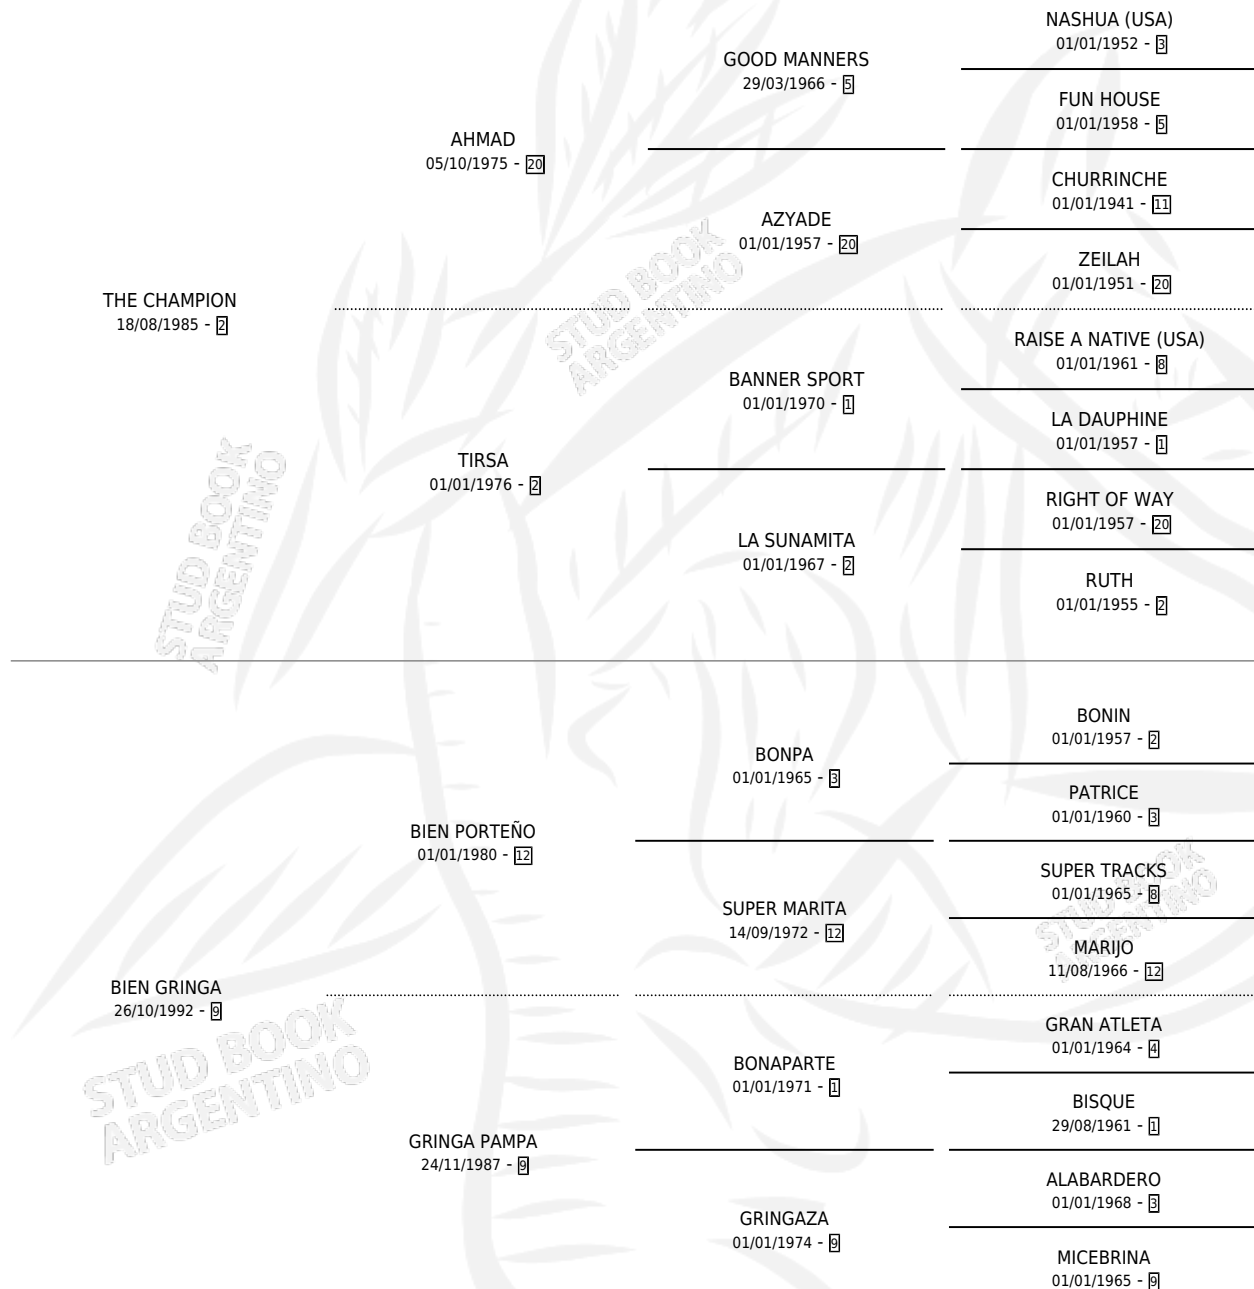 NASHUA (USA)
01/01/1952 - 3
GOOD MANNERS
29/03/1966 - 5
FUN HOUSE
01/01/1958 - 5
AHMAD
05/10/1975 - 20
CHURRINCHE
01/01/1941 - 11
AZYADE
01/01/1957 - 20
ZEILAH
01/01/1951 - 20
THE CHAMPION
18/08/1985 - 2
STUD BOOK
ARGENTINO
RAISE A NATIVE (USA)
01/01/1961 - 8
BANNER SPORT
01/01/1970 - 1
LA DAUPHINE
01/01/1957 - 1
TIRSA
01/01/1976 - 2
RIGHT OF WAY
01/01/1957 - 20
LA SUNAMITA
01/01/1967 - 2
RUTH
01/01/1955 - 2
STUD BOOK
ARGENTINO
BONIN
01/01/1957 - 2
BONPA
01/01/1965 - 3
PATRICE
01/01/1960 - 3
BIEN PORTEÑO
01/01/1980 - 12
SUPER TRACKS
01/01/1965 - 8
SUPER MARITA
14/09/1972 - 12
MARIJO
11/08/1966 - 12
STUD BOOK
ARGENTINO
BIEN GRINGA
26/10/1992 - 9
GRAN ATLETA
01/01/1964 - 4
BONAPARTE
01/01/1971 - 1
BISQUE
29/08/1961 - 1
STUD BOOK
ARGENTINO
GRINGA PAMPA
24/11/1987 - 9
ALABARDERO
01/01/1968 - 3
GRINGAZA
01/01/1974 - 9
MICEBRINA
01/01/1965 - 9